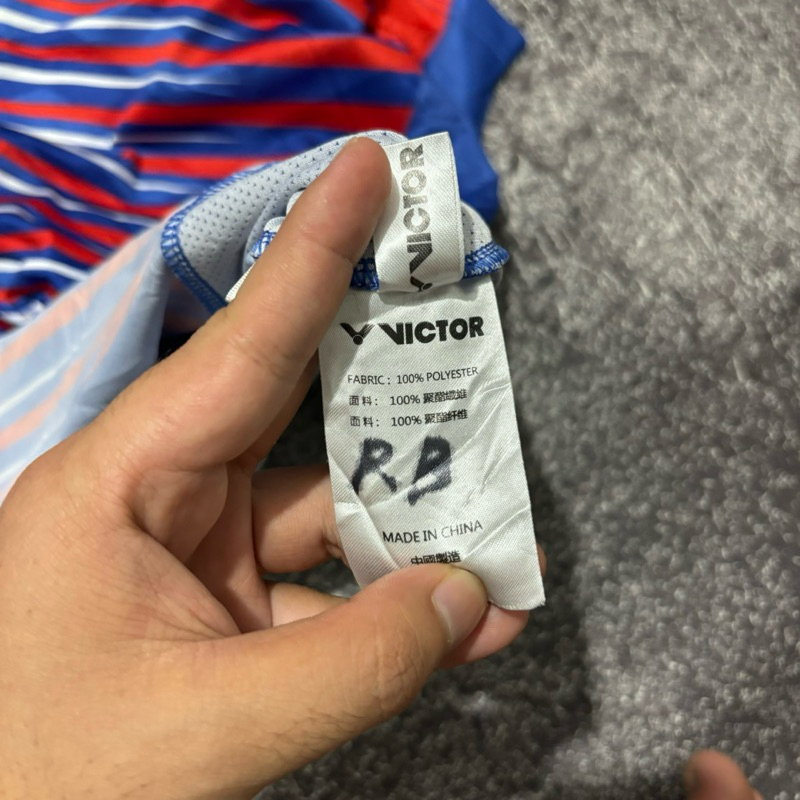 VICTOR
VICTOR
FABRIC: 100% POLYESTER
面料: 100% 聚酯纖維
面料: 100% 聚酯纤维
RB
MADE IN CHINA
中國製造